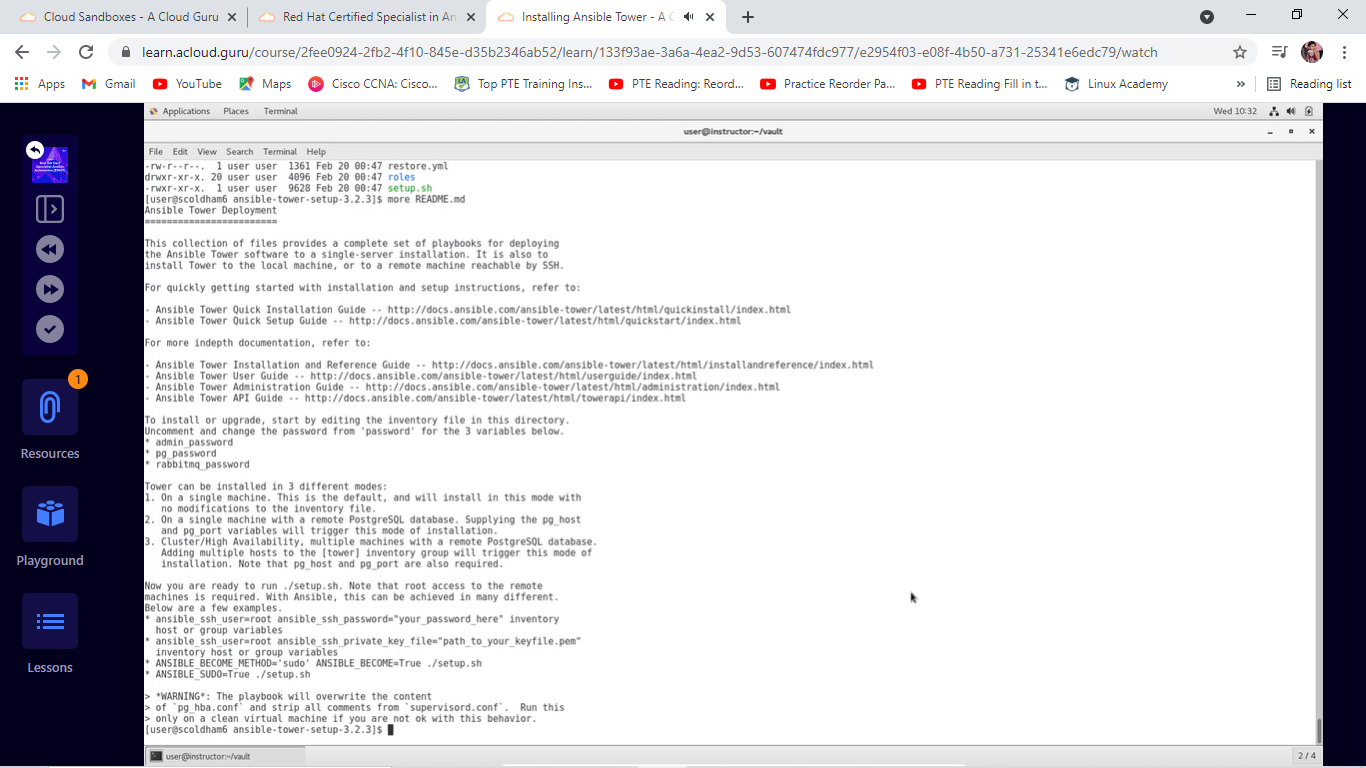 Cloud Sandboxes - A Cloud Guru
Red Hat Certified Specialist in An
Installing Ansible Tower - A C
learn.acloud.guru/course/2fee0924-2fb2-4f10-845e-d35b2346ab52/learn/133f93ae-3a6a-4ea2-9d53-607474fdc977/e2954f03-e08f-4b50-a731-25341e6edc79/watch
Apps
Gmail
YouTube
Maps
Cisco CCNA: Cisco...
Top PTE Training Ins...
PTE Reading: Reord...
Practice Reorder Pa...
PTE Reading Fill in t...
Linux Academy
»
Reading list
Applications Places Terminal
Wed 10:32
user@instructor:~/vault
File Edit View Search Terminal Help
-rw-r--r--. 1 user user 1361 Feb 20 00:47 restore.yml
drwxr-xr-x. 20 user user 4096 Feb 20 00:47 roles
-rwxr-xr-x. 1 user user 9628 Feb 20 00:47 setup.sh
[user@scoldham6 ansible-tower-setup-3.2.3]$ more README.md
Ansible Tower Deployment
========================
This collection of files provides a complete set of playbooks for deploying
the Ansible Tower software to a single-server installation. It is also to
install Tower to the local machine, or to a remote machine reachable by SSH.
For quickly getting started with installation and setup instructions, refer to:
- Ansible Tower Quick Installation Guide -- http://docs.ansible.com/ansible-tower/latest/html/quickinstall/index.html
- Ansible Tower Quick Setup Guide -- http://docs.ansible.com/ansible-tower/latest/html/quickstart/index.html
For more indepth documentation, refer to:
- Ansible Tower Installation and Reference Guide -- http://docs.ansible.com/ansible-tower/latest/html/installandreference/index.html
- Ansible Tower User Guide -- http://docs.ansible.com/ansible-tower/latest/html/userguide/index.html
- Ansible Tower Administration Guide -- http://docs.ansible.com/ansible-tower/latest/html/administration/index.html
- Ansible Tower API Guide -- http://docs.ansible.com/ansible-tower/latest/html/towerapi/index.html
To install or upgrade, start by editing the inventory file in this directory.
Uncomment and change the password from 'password' for the 3 variables below.
* admin_password
* pg_password
* rabbitmq_password
Tower can be installed in 3 different modes:
1. On a single machine. This is the default, and will install in this mode with
no modifications to the inventory file.
2. On a single machine with a remote PostgreSQL database. Supplying the pg_host
and pg_port variables will trigger this mode of installation.
3. Cluster/High Availability, multiple machines with a remote PostgreSQL database.
Adding multiple hosts to the [tower] inventory group will trigger this mode of
installation. Note that pg_host and pg_port are also required.
Now you are ready to run ./setup.sh. Note that root access to the remote
machines is required. With Ansible, this can be achieved in many different.
Below are a few examples.
* ansible_ssh_user=root ansible_ssh_password="your_password_here" inventory
host or group variables
* ansible_ssh_user=root ansible_ssh_private_key_file="path_to_your_keyfile.pem"
inventory host or group variables
* ANSIBLE_BECOME_METHOD='sudo' ANSIBLE_BECOME=True ./setup.sh
* ANSIBLE_SUDO=True ./setup.sh
> *WARNING*: The playbook will overwrite the content
> of `pg_hba.conf` and strip all comments from `supervisord.conf`. Run this
> only on a clean virtual machine if you are not ok with this behavior.
[user@scoldham6 ansible-tower-setup-3.2.3]$
user@instructor:~/vault
2 / 4
1
Resources
Playground
Lessons